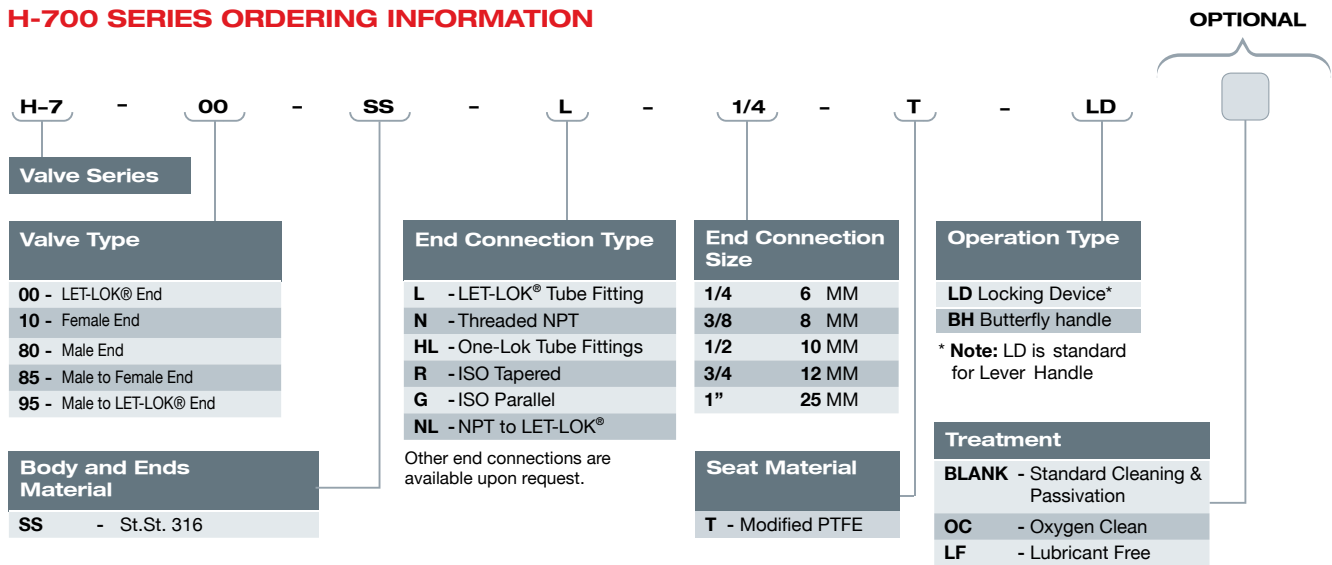 H-700 SERIES ORDERING INFORMATION
OPTIONAL
H-7 - 00 - SS - L - 1/4 - T - LD
Valve Series
Valve Type
00 - LET-LOK® End
10 - Female End
80 - Male End
85 - Male to Female End
95 - Male to LET-LOK® End
Body and Ends
Material
SS - St.St. 316
End Connection Type
L - LET-LOK® Tube Fitting
N - Threaded NPT
HL - One-Lok Tube Fittings
R - ISO Tapered
G - ISO Parallel
NL - NPT to LET-LOK®
Other end connections are
available upon request.
End Connection
Size
1/4 6 MM
3/8 8 MM
1/2 10 MM
3/4 12 MM
1” 25 MM
Seat Material
T - Modified PTFE
Operation Type
LD Locking Device*
BH Butterfly handle
* Note: LD is standard
for Lever Handle
Treatment
BLANK - Standard Cleaning &
Passivation
OC - Oxygen Clean
LF - Lubricant Free